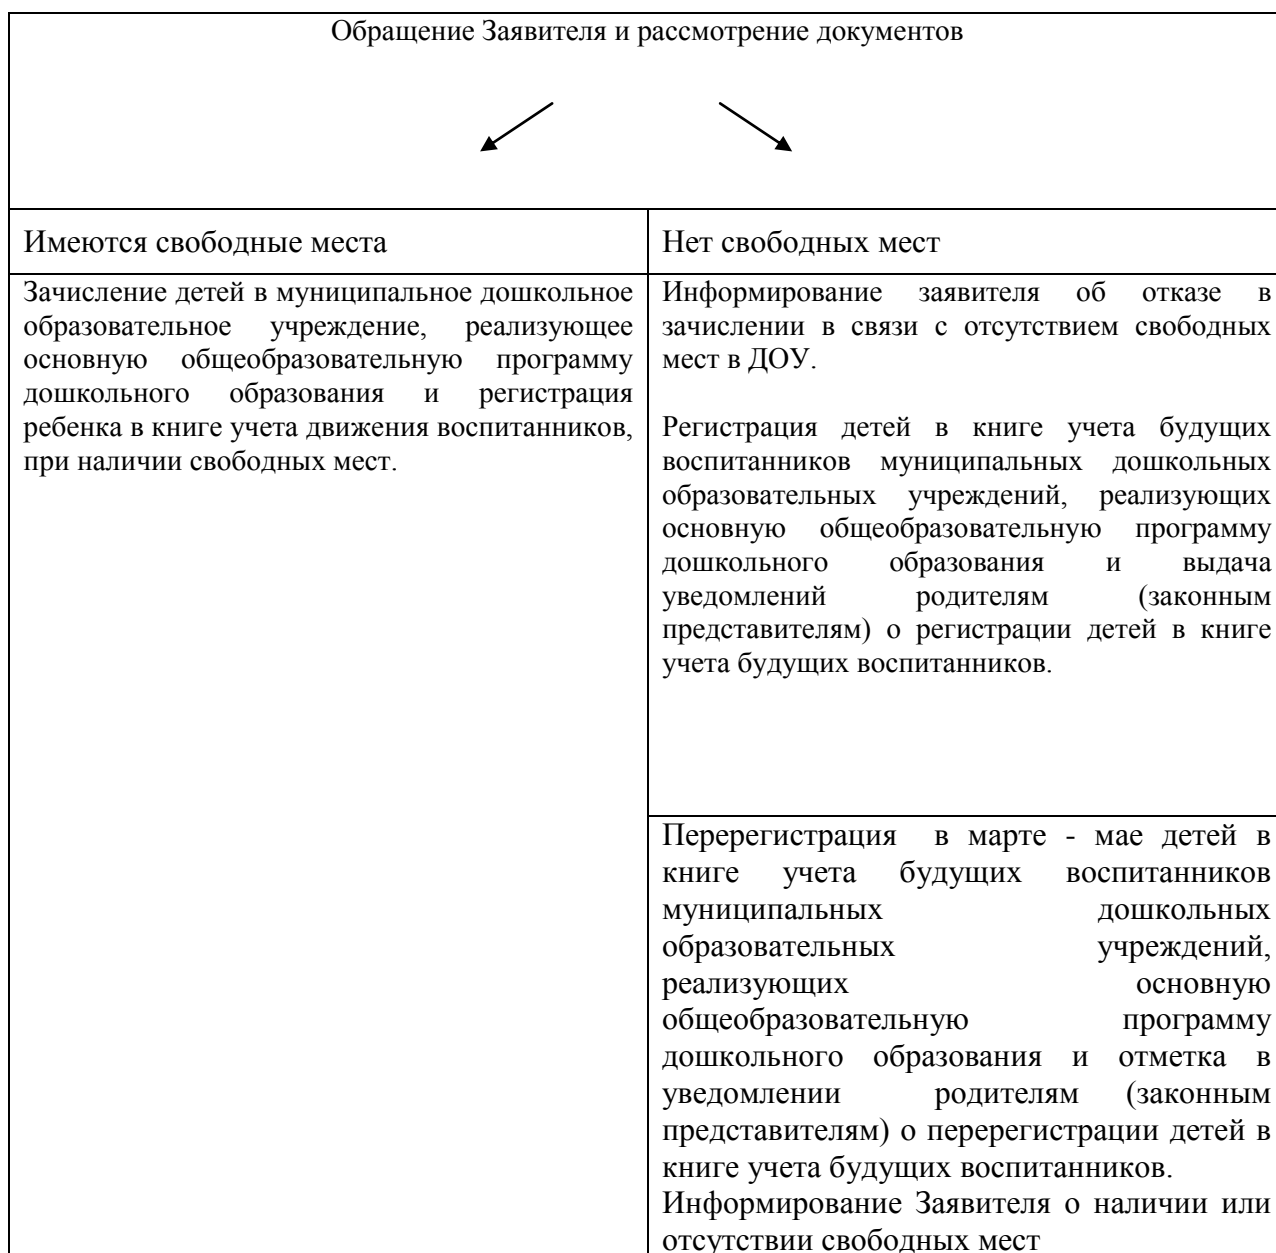 Обращение Заявителя и рассмотрение документов
Имеются свободные места
Нет свободных мест
Зачисление детей в муниципальное дошкольное
образовательное учреждение, реализующее
основную общеобразовательную программу
дошкольного образования и регистрация
ребенка в книге учета движения воспитанников,
при наличии свободных мест.
Информирование заявителя об отказе в
зачислении в связи с отсутствием свободных
мест в ДОУ.
Регистрация детей в книге учета будущих
воспитанников муниципальных дошкольных
образовательных учреждений, реализующих
основную общеобразовательную программу
дошкольного образования и выдача
уведомлений родителям (законным
представителям) о регистрации детей в книге
учета будущих воспитанников.
Перерегистрация в марте - мае детей в
книге учета будущих воспитанников
муниципальных дошкольных
образовательных учреждений,
реализующих основную
общеобразовательную программу
дошкольного образования и отметка в
уведомлении родителям (законным
представителям) о перерегистрации детей в
книге учета будущих воспитанников.
Информирование Заявителя о наличии или
отсутствии свободных мест